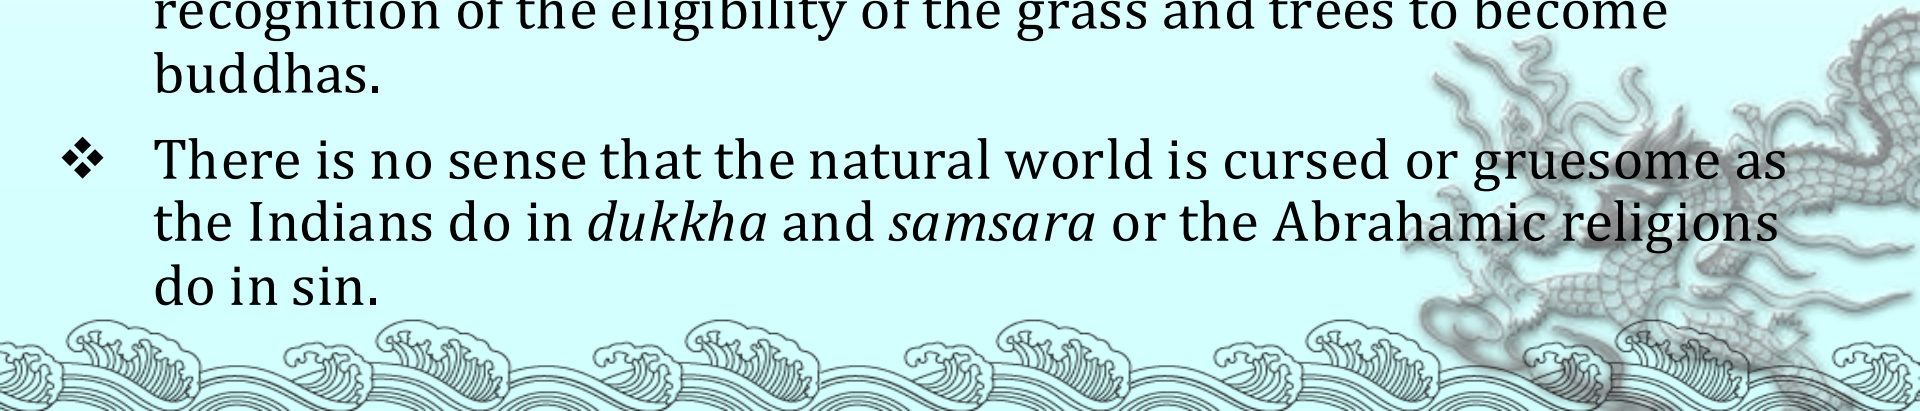 recognition of the eligibility of the grass and trees to become
buddhas.
❖ There is no sense that the natural world is cursed or gruesome as
the Indians do in dukkha and samsara or the Abrahamic religions
do in sin.